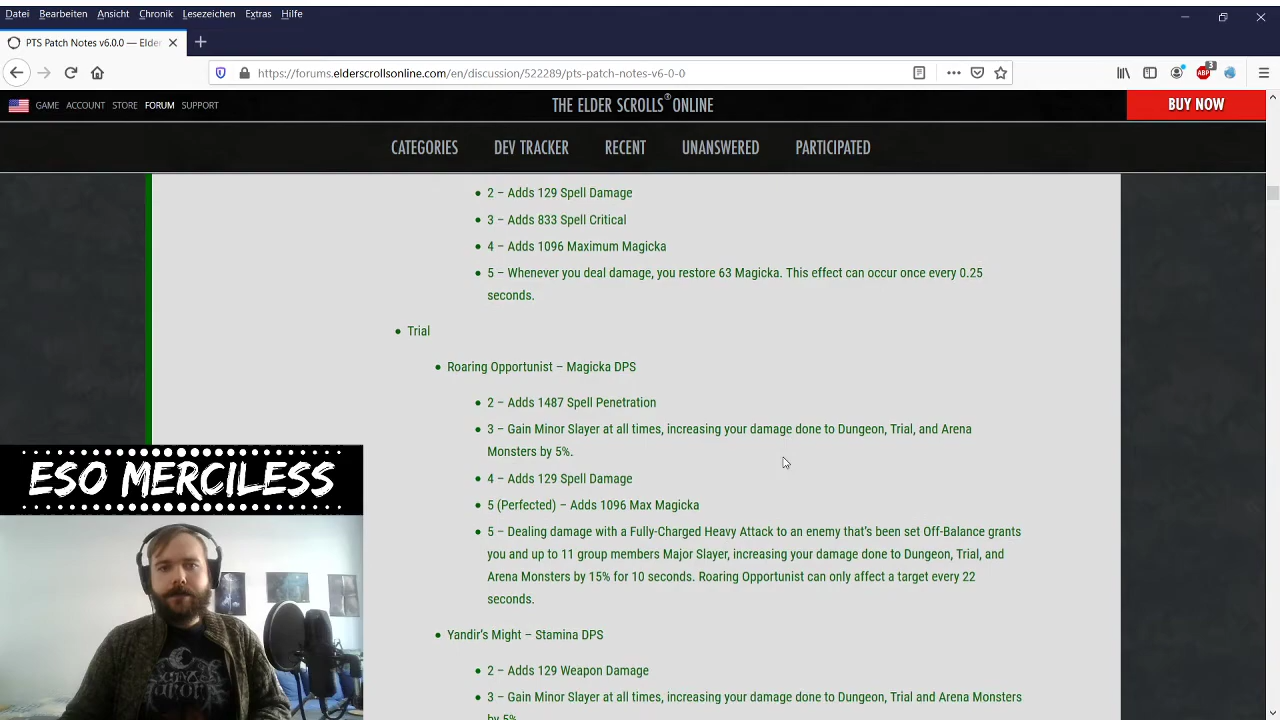 Datei Bearbeiten Ansicht Chronik Lesezeichen Extras Hilfe
PTS Patch Notes v6.0.0 — Elder
https://forums.elderscrollsonline.com/en/discussion/522289/pts-patch-notes-v6-0-0
ABP 3
GAME ACCOUNT STORE FORUM SUPPORT
THE ELDER SCROLLS® ONLINE
BUY NOW
CATEGORIES DEV TRACKER RECENT UNANSWERED PARTICIPATED
2 – Adds 129 Spell Damage
3 – Adds 833 Spell Critical
4 – Adds 1096 Maximum Magicka
5 – Whenever you deal damage, you restore 63 Magicka. This effect can occur once every 0.25
seconds.
Trial
Roaring Opportunist – Magicka DPS
2 – Adds 1487 Spell Penetration
3 – Gain Minor Slayer at all times, increasing your damage done to Dungeon, Trial, and Arena
Monsters by 5%.
4 – Adds 129 Spell Damage
5 (Perfected) – Adds 1096 Max Magicka
5 – Dealing damage with a Fully-Charged Heavy Attack to an enemy that's been set Off-Balance grants
you and up to 11 group members Major Slayer, increasing your damage done to Dungeon, Trial, and
Arena Monsters by 15% for 10 seconds. Roaring Opportunist can only affect a target every 22
seconds.
Yandir's Might – Stamina DPS
2 – Adds 129 Weapon Damage
3 – Gain Minor Slayer at all times, increasing your damage done to Dungeon, Trial and Arena Monsters
by 5%
ESO MERCILESS